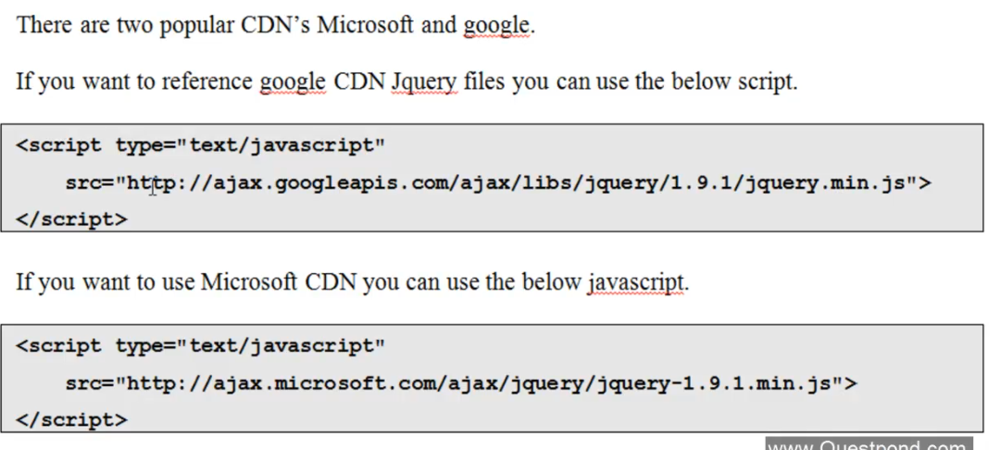 There are two popular CDN’s Microsoft and google.
If you want to reference google CDN Jquery files you can use the below script.
<script type="text/javascript"
src="http://ajax.googleapis.com/ajax/libs/jquery/1.9.1/jquery.min.js">
</script>
If you want to use Microsoft CDN you can use the below javascript.
<script type="text/javascript"
src="http://ajax.microsoft.com/ajax/jquery/jquery-1.9.1.min.js">
</script>
www.Questpond.com